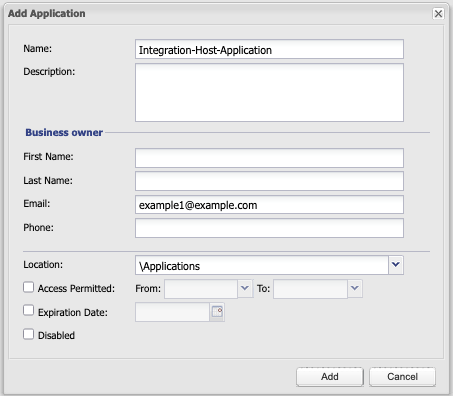 Add Application
Name: Integration-Host-Application
Description:
Business owner
First Name:
Last Name:
Email: example1@example.com
Phone:
Location: \Applications
Access Permitted: From: To:
Expiration Date:
Disabled
Add Cancel